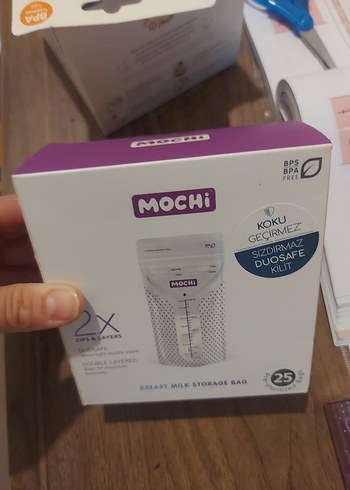 BPA
MOCHi
BPS
BPA
FREE
MOCHi
KOKU
GEÇİRMEZ
SIZDIRMAZ
DUOSAFE
KİLİT
MOCHi
2X
ZIPS & LAYERS
DUOSAFE
DOUBLE LAYERED
BREAST MILK STORAGE BAG
25